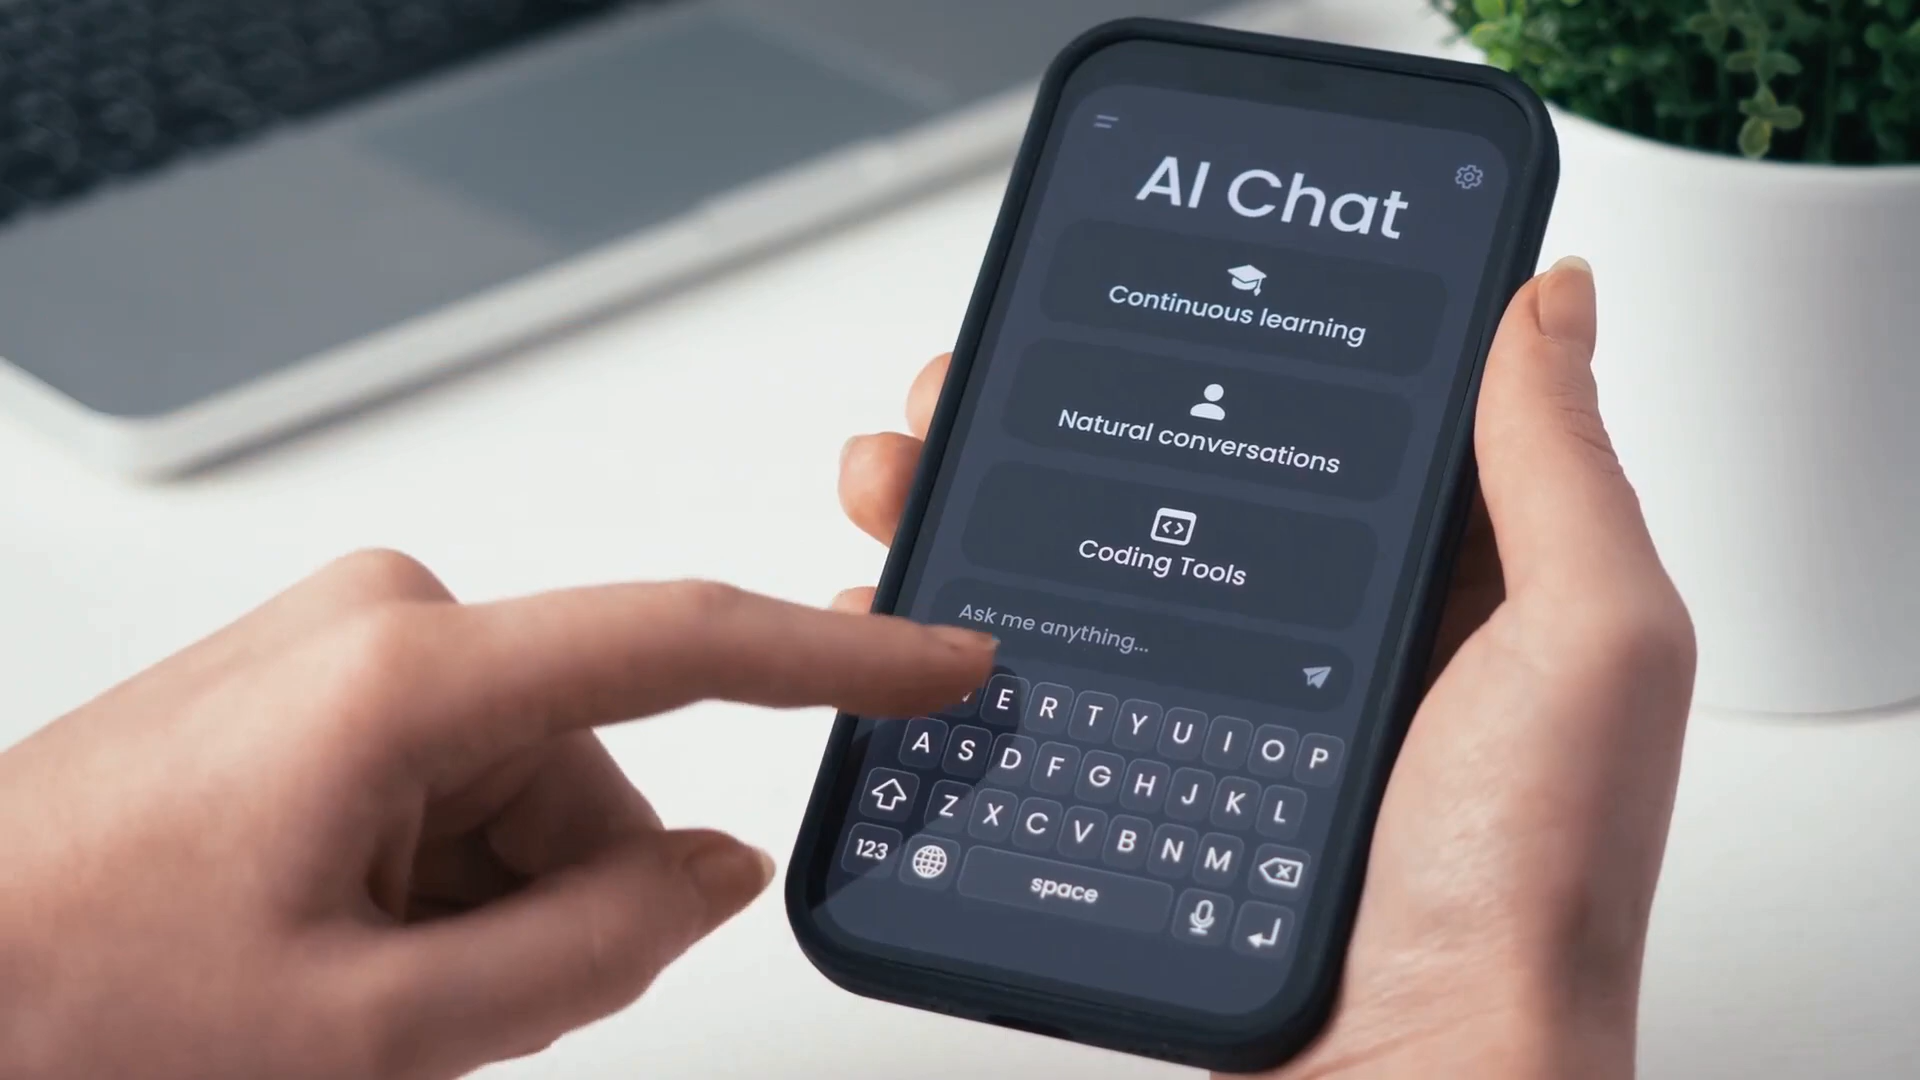 AI Chat
Continuous learning
Natural conversations
Coding Tools
Ask me anything...
E R T Y U I O P
A S D F G H J K L
Z X C V B N M
123 space